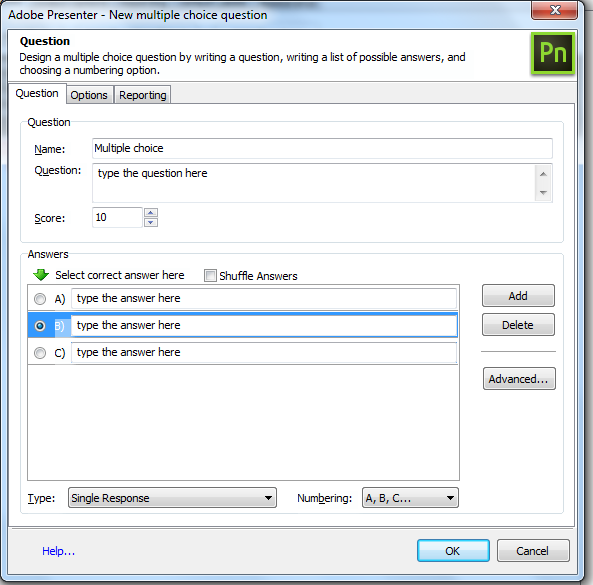 Adobe Presenter - New multiple choice question
Question
Design a multiple choice question by writing a question, writing a list of possible answers, and
choosing a numbering option.
Pn
Question Options Reporting
Question
Name: Multiple choice
Question: type the question here
Score: 10
Answers
Select correct answer here Shuffle Answers
A) type the answer here Add
B) type the answer here Delete
C) type the answer here
Advanced...
Type: Single Response Numbering: A, B, C...
Help... OK Cancel